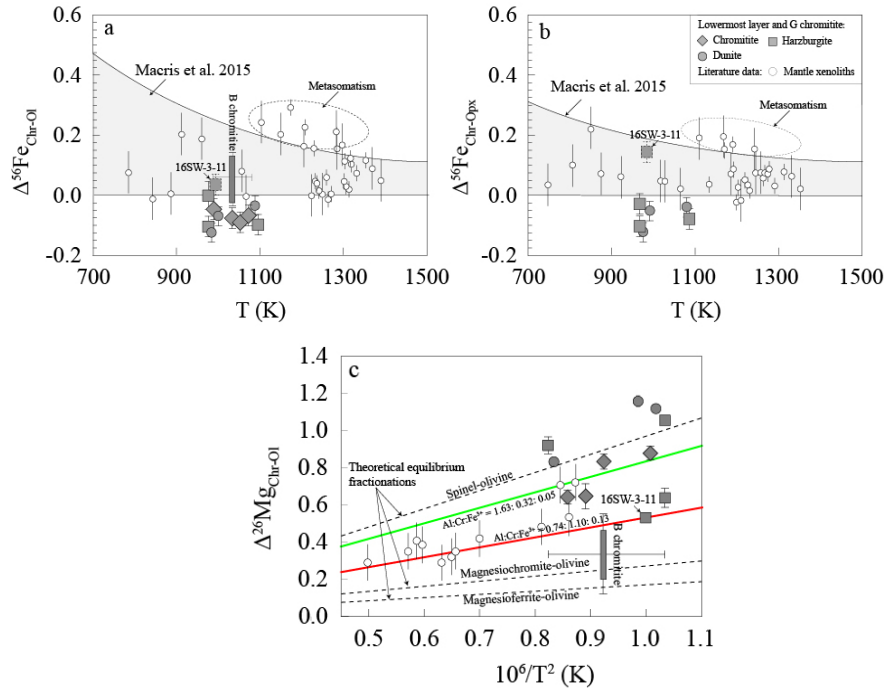 a
Macris et al. 2015
Metasomatism
B chromitite
16SW-3-11
Δ⁵⁶Fe_Chr-Ol
0.6
0.4
0.2
0.0
-0.2
700
900
1100
1300
1500
T (K)
b
Lowermost layer and G chromitite:
Chromitite
Harzburgite
Dunite
Literature data:
Mantle xenoliths
Macris et al. 2015
Metasomatism
16SW-3-11
Δ⁵⁶Fe_Chr-Opx
0.6
0.4
0.2
0.0
-0.2
500
700
900
1100
1300
1500
T (K)
c
Theoretical equilibrium
fractionations
Spinel-olivine
Al:Cr:Fe³⁺ = 1.63: 0.32: 0.05
16SW-3-11
Al:Cr:Fe³⁺ = 0.74: 1.10: 0.13
Magnesiochromite-olivine
Magnesioferrite-olivine
B chromitite
Δ²⁶Mg_Chr-Ol
1.4
1.2
1.0
0.8
0.6
0.4
0.2
0.0
0.5
0.6
0.7
0.8
0.9
1.0
1.1
10⁶/T² (K)